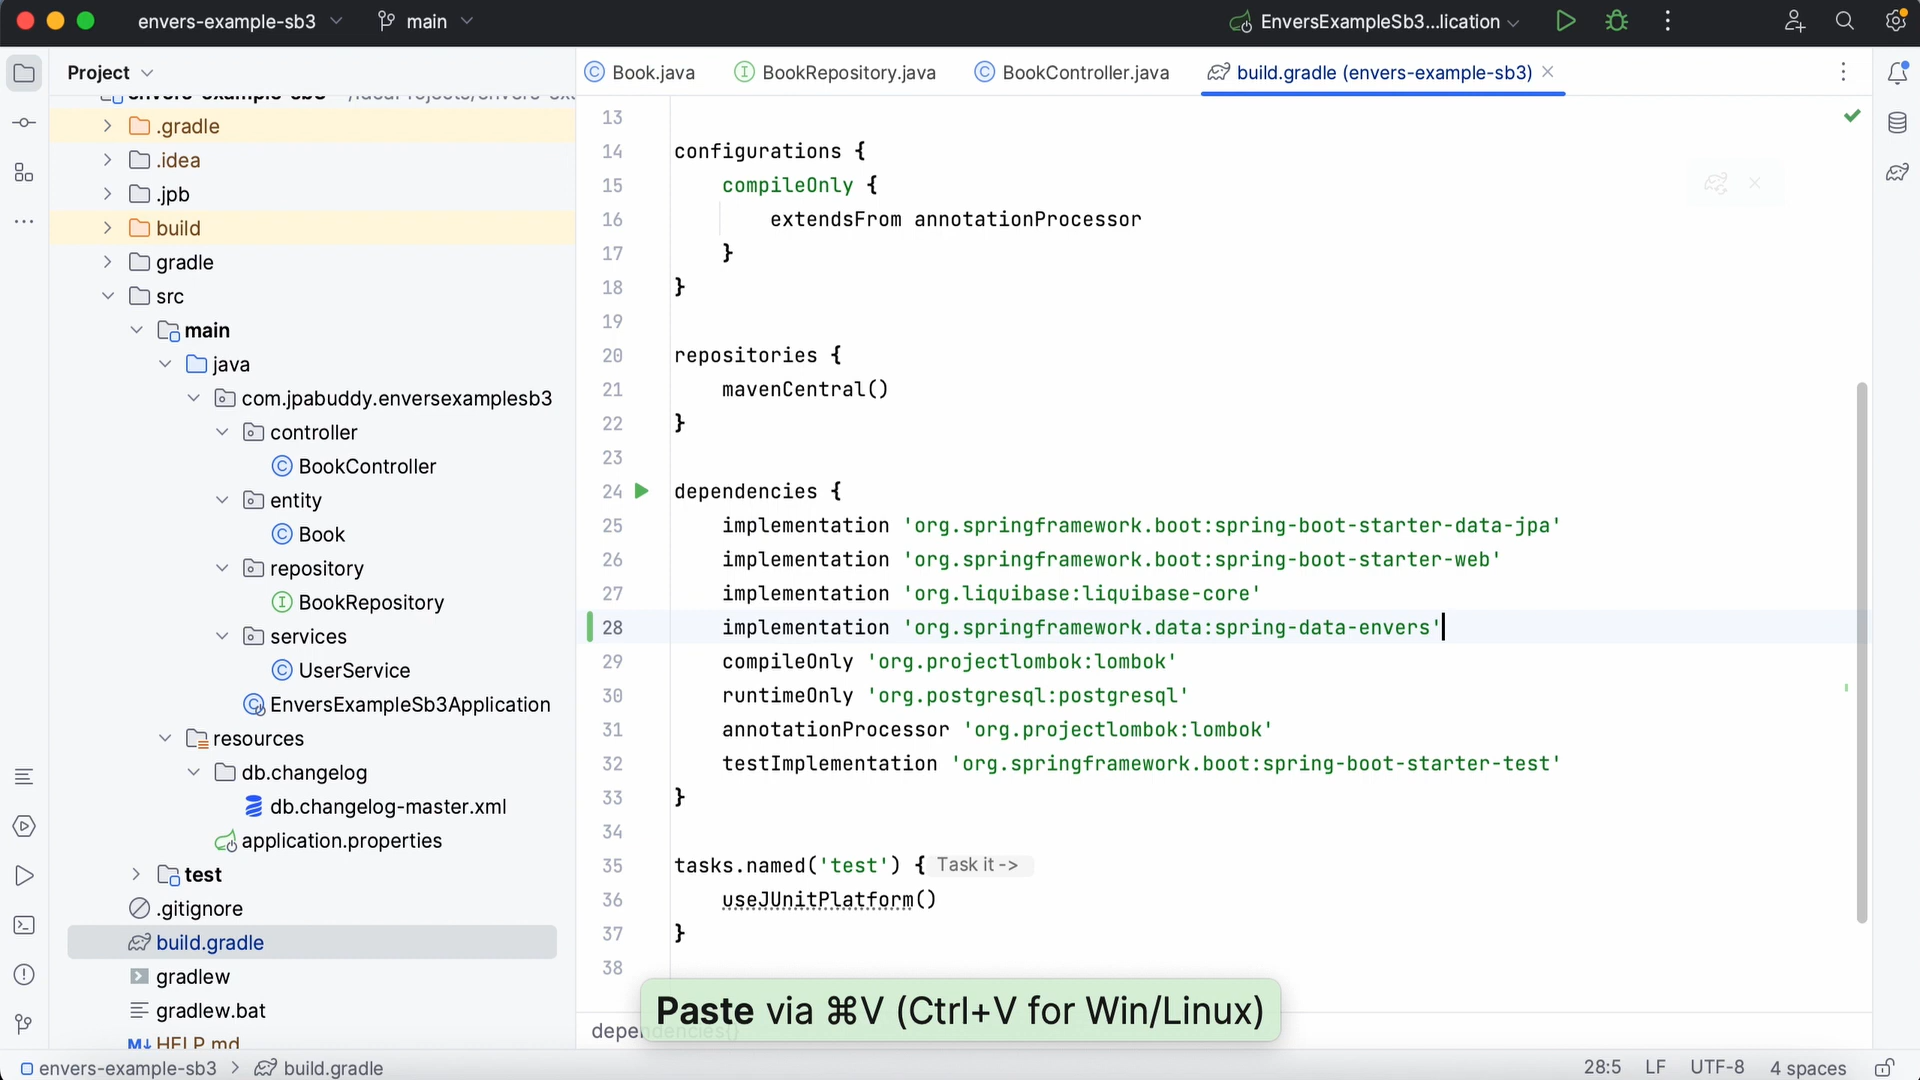 envers-example-sb3
main
EnversExampleSb3...lication
Project
Book.java
BookRepository.java
BookController.java
build.gradle (envers-example-sb3)
envers-example-sb3
.gradle
.idea
.jpb
build
gradle
src
main
java
com.jpabuddy.enversexamplesb3
controller
BookController
entity
Book
repository
BookRepository
services
UserService
EnversExampleSb3Application
resources
db.changelog
db.changelog-master.xml
application.properties
test
.gitignore
build.gradle
gradlew
gradlew.bat
M↓ HELP.md
13
14 configurations {
15 compileOnly {
16 extendsFrom annotationProcessor
17 }
18 }
19
20 repositories {
21 mavenCentral()
22 }
23
24 dependencies {
25 implementation 'org.springframework.boot:spring-boot-starter-data-jpa'
26 implementation 'org.springframework.boot:spring-boot-starter-web'
27 implementation 'org.liquibase:liquibase-core'
28 implementation 'org.springframework.data:spring-data-envers'
29 compileOnly 'org.projectlombok:lombok'
30 runtimeOnly 'org.postgresql:postgresql'
31 annotationProcessor 'org.projectlombok:lombok'
32 testImplementation 'org.springframework.boot:spring-boot-starter-test'
33 }
34
35 tasks.named('test') { Task it ->
36 useJUnitPlatform()
37 }
38
Paste via ⌘V (Ctrl+V for Win/Linux)
dependencies{}
envers-example-sb3 > build.gradle
28:5 LF UTF-8 4 spaces